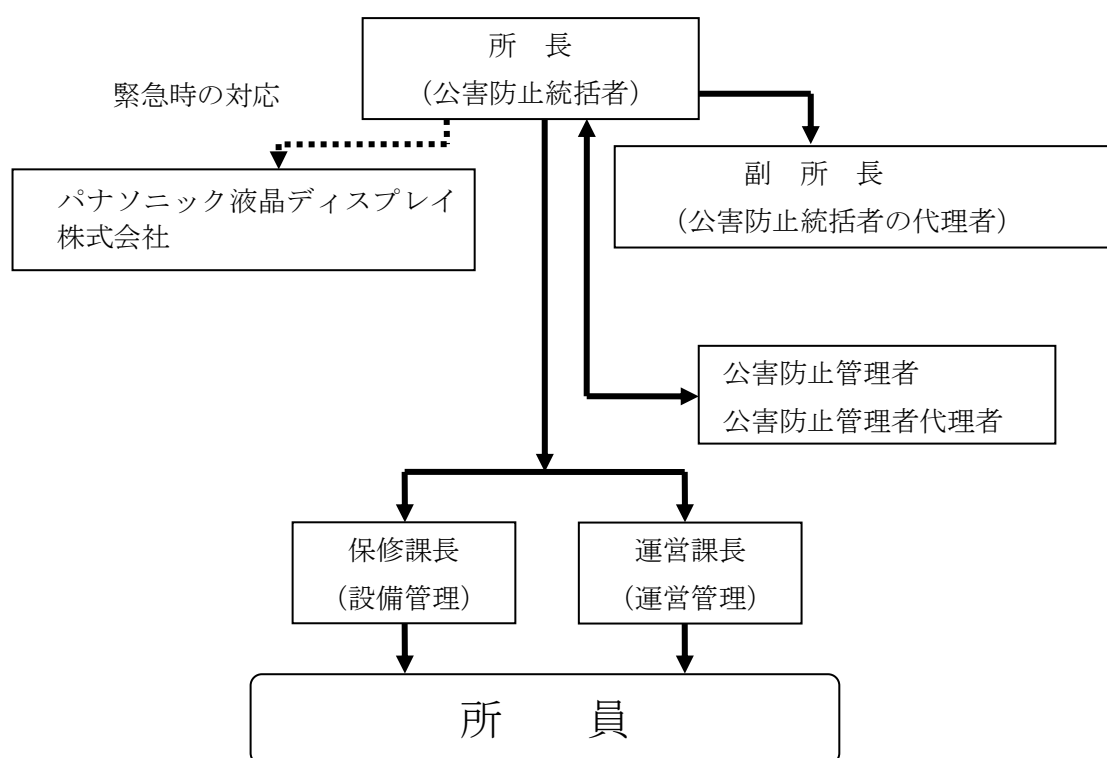 所　長
（公害防止統括者）
緊急時の対応
副　所　長
（公害防止統括者の代理者）
パナソニック液晶ディスプレイ
株式会社
公害防止管理者
公害防止管理者代理者
保修課長
（設備管理）
運営課長
（運営管理）
所　　員